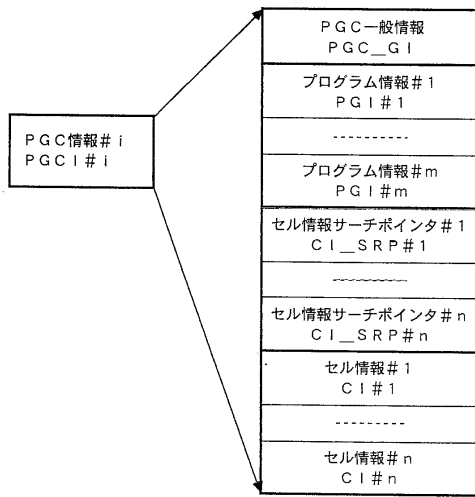 PGC情報#i
PGCI#i
PGC一般情報
PGC__GI
プログラム情報#1
PGI#1
----------
プログラム情報#m
PGI#m
セル情報サーチポインタ#1
CI__SRP#1
----------
セル情報サーチポインタ#n
CI__SRP#n
セル情報#1
CI#1
----------
セル情報#n
CI#n